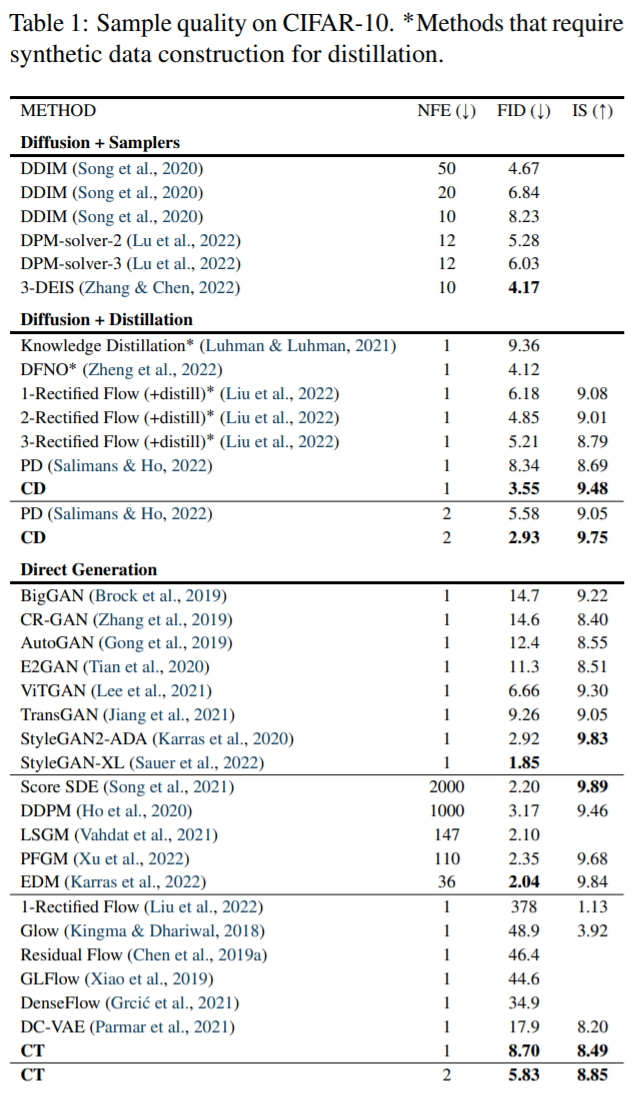 Table 1: Sample quality on CIFAR-10. *Methods that require
synthetic data construction for distillation.
METHOD NFE (↓) FID (↓) IS (↑)
Diffusion + Samplers
DDIM (Song et al., 2020) 50 4.67
DDIM (Song et al., 2020) 20 6.84
DDIM (Song et al., 2020) 10 8.23
DPM-solver-2 (Lu et al., 2022) 12 5.28
DPM-solver-3 (Lu et al., 2022) 12 6.03
3-DEIS (Zhang & Chen, 2022) 10 4.17
Diffusion + Distillation
Knowledge Distillation* (Luhman & Luhman, 2021) 1 9.36
DFNO* (Zheng et al., 2022) 1 4.12
1-Rectified Flow (+distill)* (Liu et al., 2022) 1 6.18 9.08
2-Rectified Flow (+distill)* (Liu et al., 2022) 1 4.85 9.01
3-Rectified Flow (+distill)* (Liu et al., 2022) 1 5.21 8.79
PD (Salimans & Ho, 2022) 1 8.34 8.69
CD 1 3.55 9.48
PD (Salimans & Ho, 2022) 2 5.58 9.05
CD 2 2.93 9.75
Direct Generation
BigGAN (Brock et al., 2019) 1 14.7 9.22
CR-GAN (Zhang et al., 2019) 1 14.6 8.40
AutoGAN (Gong et al., 2019) 1 12.4 8.55
E2GAN (Tian et al., 2020) 1 11.3 8.51
ViTGAN (Lee et al., 2021) 1 6.66 9.30
TransGAN (Jiang et al., 2021) 1 9.26 9.05
StyleGAN2-ADA (Karras et al., 2020) 1 2.92 9.83
StyleGAN-XL (Sauer et al., 2022) 1 1.85
Score SDE (Song et al., 2021) 2000 2.20 9.89
DDPM (Ho et al., 2020) 1000 3.17 9.46
LSGM (Vahdat et al., 2021) 147 2.10
PFGM (Xu et al., 2022) 110 2.35 9.68
EDM (Karras et al., 2022) 36 2.04 9.84
1-Rectified Flow (Liu et al., 2022) 1 378 1.13
Glow (Kingma & Dhariwal, 2018) 1 48.9 3.92
Residual Flow (Chen et al., 2019a) 1 46.4
GLFlow (Xiao et al., 2019) 1 44.6
DenseFlow (Grcić et al., 2021) 1 34.9
DC-VAE (Parmar et al., 2021) 1 17.9 8.20
CT 1 8.70 8.49
CT 2 5.83 8.85